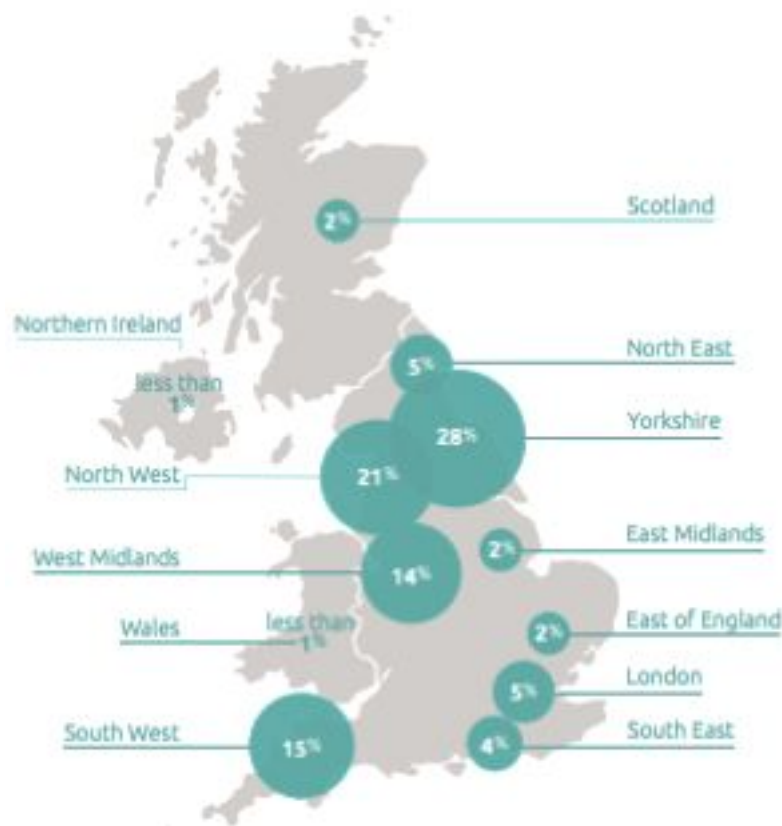 2%
Scotland
Northern Ireland
less than
1%
5%
North East
28%
Yorkshire
North West
21%
East Midlands
2%
West Midlands
14%
Wales
less than
1%
East of England
2%
London
5%
South West
15%
South East
4%